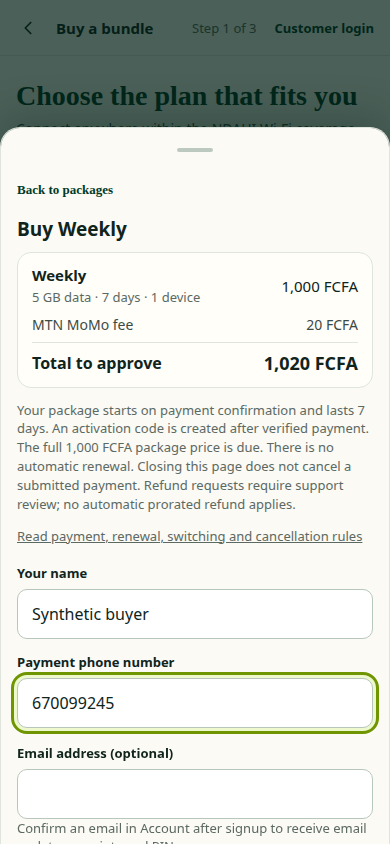 Buy a bundle
Step 1 of 3
Customer login
Choose the plan that fits you
Back to packages
Buy Weekly
Weekly
5 GB data · 7 days · 1 device
1,000 FCFA
MTN MoMo fee
20 FCFA
Total to approve
1,020 FCFA
Your package starts on payment confirmation and lasts 7
days. An activation code is created after verified payment.
The full 1,000 FCFA package price is due. There is no
automatic renewal. Closing this page does not cancel a
submitted payment. Refund requests require support
review; no automatic prorated refund applies.
Read payment, renewal, switching and cancellation rules
Your name
Synthetic buyer
Payment phone number
670099245
Email address (optional)
Confirm an email in Account after signup to receive email